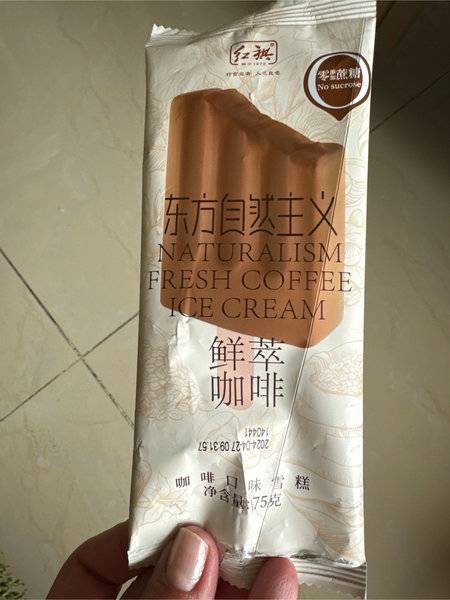 红旗
零蔗糖
No sucrose
东方自然主义
NATURALISM
FRESH COFFEE
ICE CREAM
鲜萃
咖啡
2024-04-27 09:31:57
140441
咖啡口味雪糕
净含量:75克